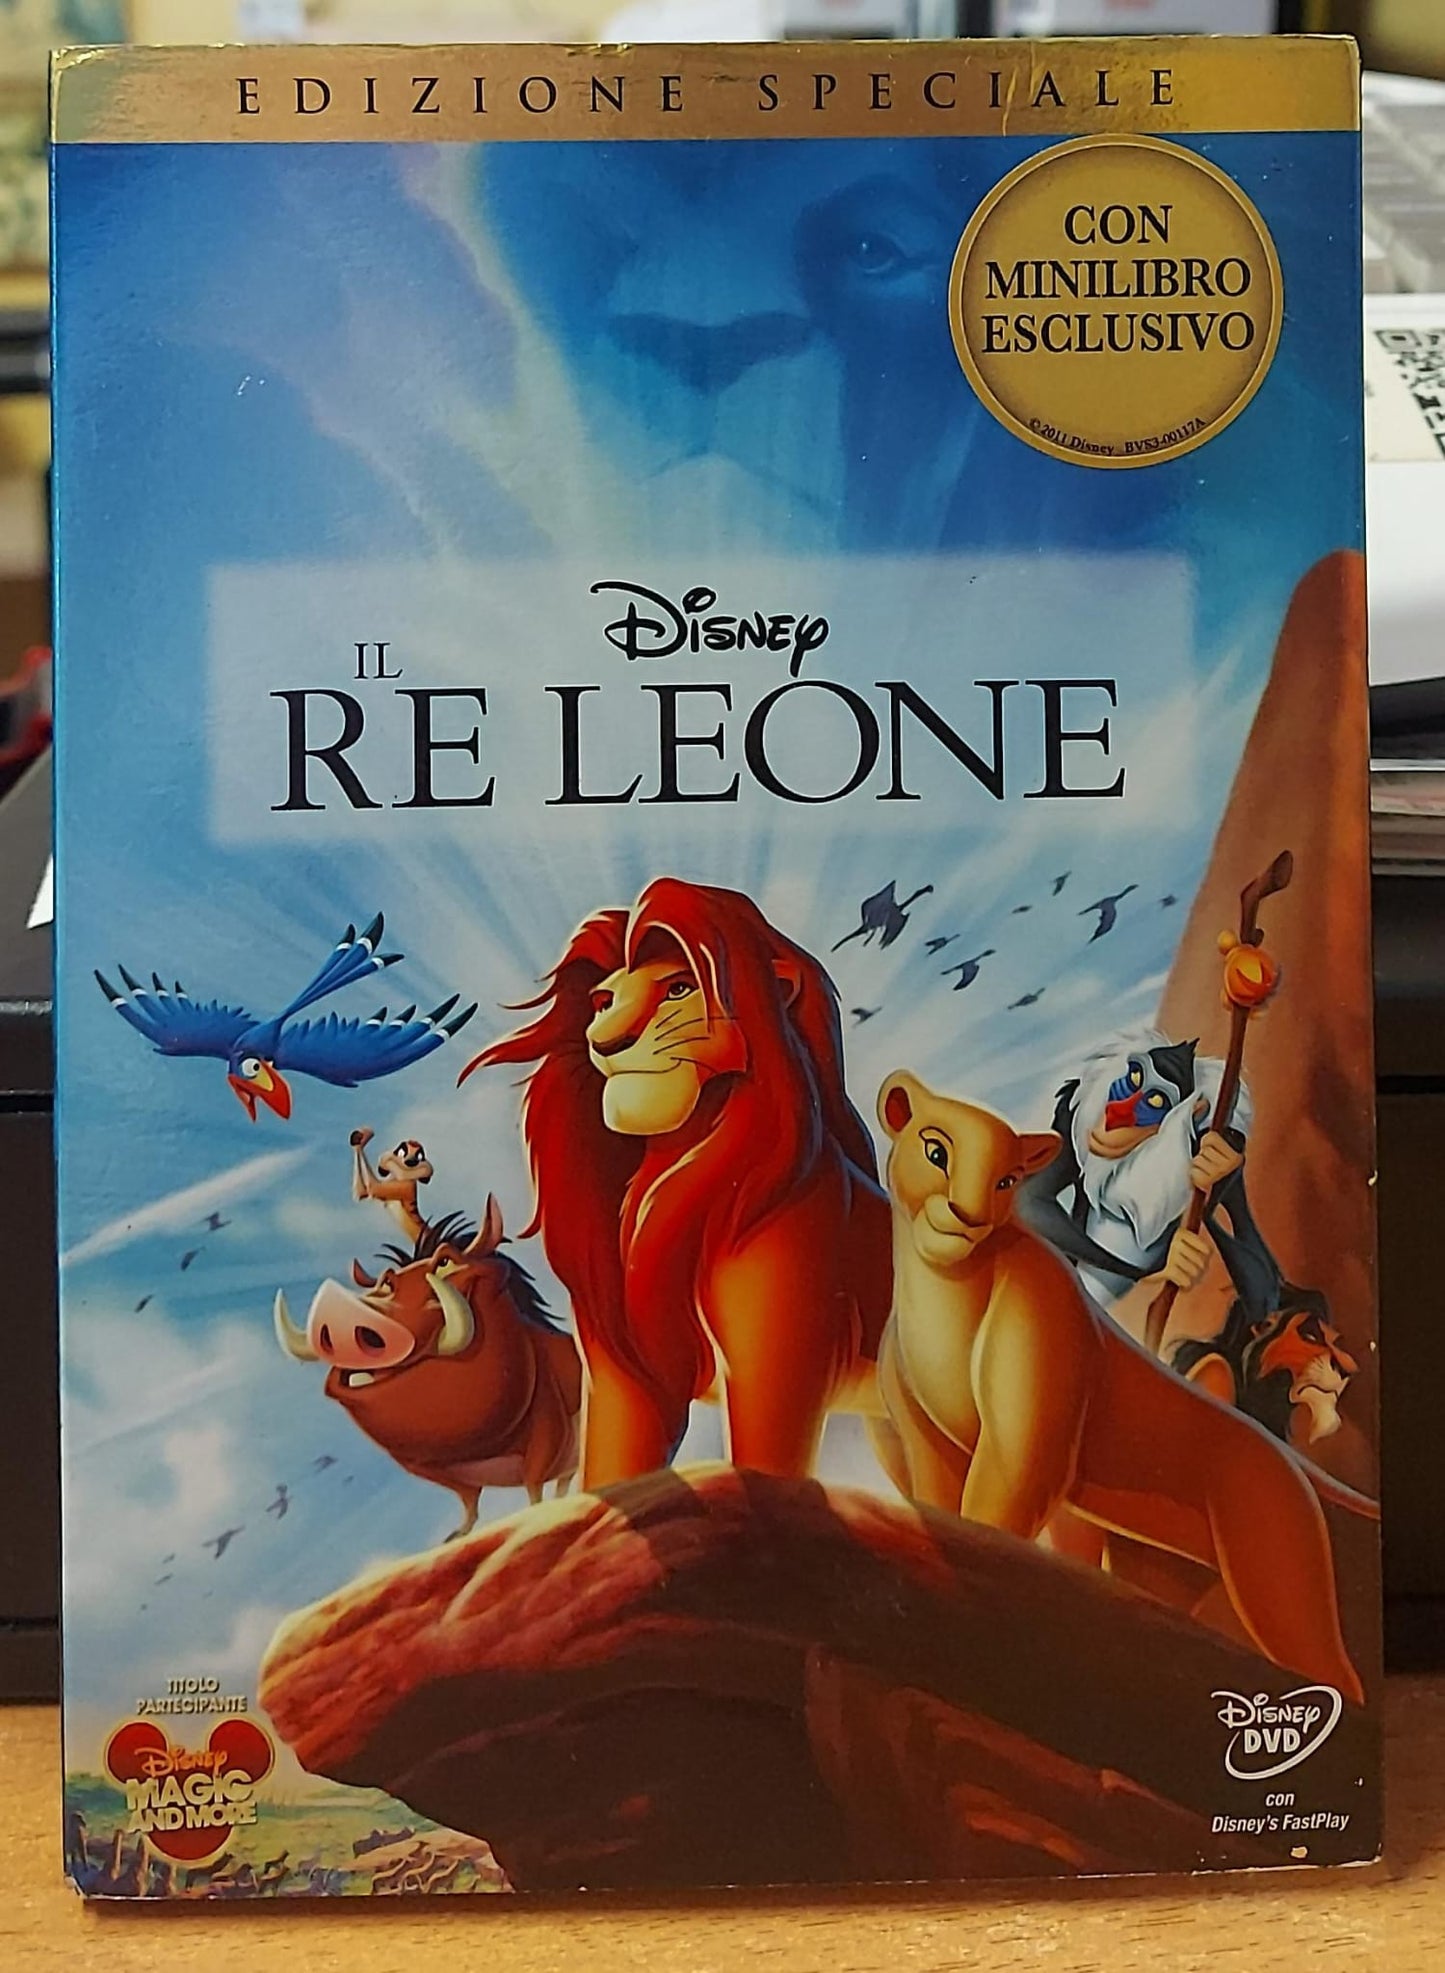 EDIZIONE SPECIALE
CON
MINILIBRO
ESCLUSIVO
© 2011 Disney BVS3-00117A
Disney
IL
RE LEONE
TITOLO
PARTECIPANTE
Disney
MAGIC
AND MORE
Disney
DVD
con
Disney's FastPlay